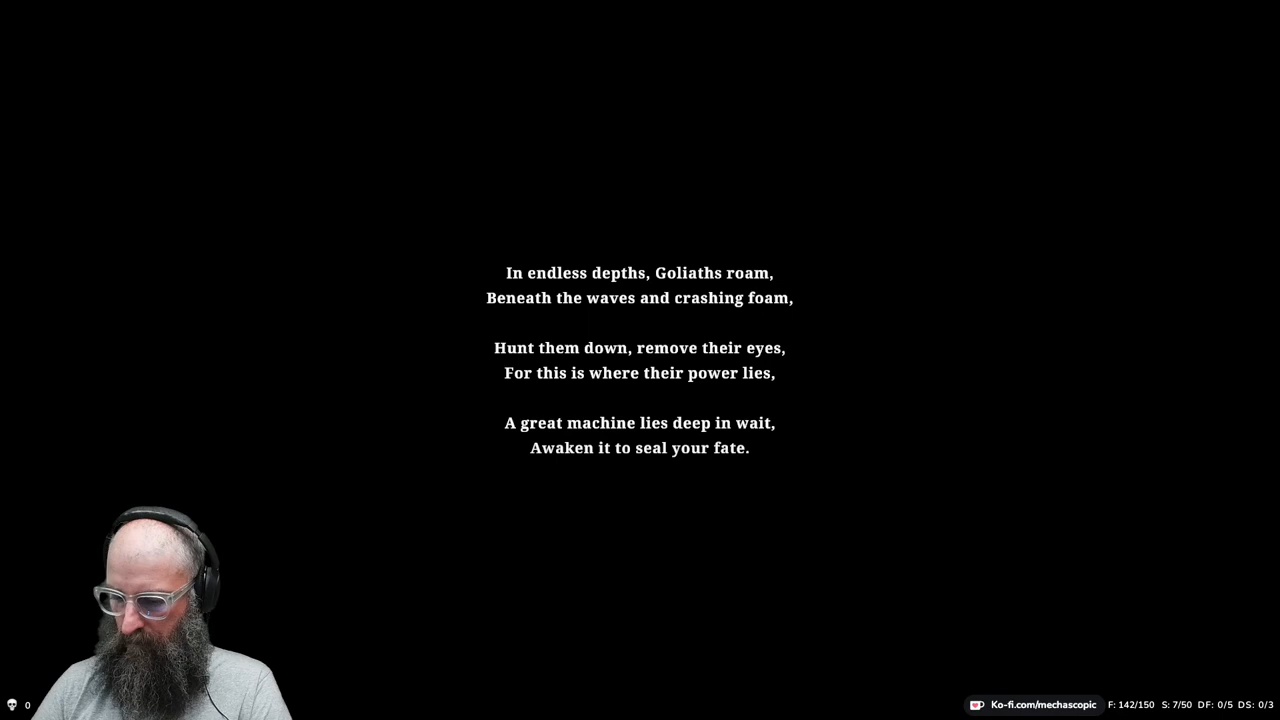 In endless depths, Goliaths roam,
Beneath the waves and crashing foam,
Hunt them down, remove their eyes,
For this is where their power lies,
A great machine lies deep in wait,
Awaken it to seal your fate.
0
Ko-fi.com/mechascopic F: 142/150 S: 7/50 DF: 0/5 DS: 0/3